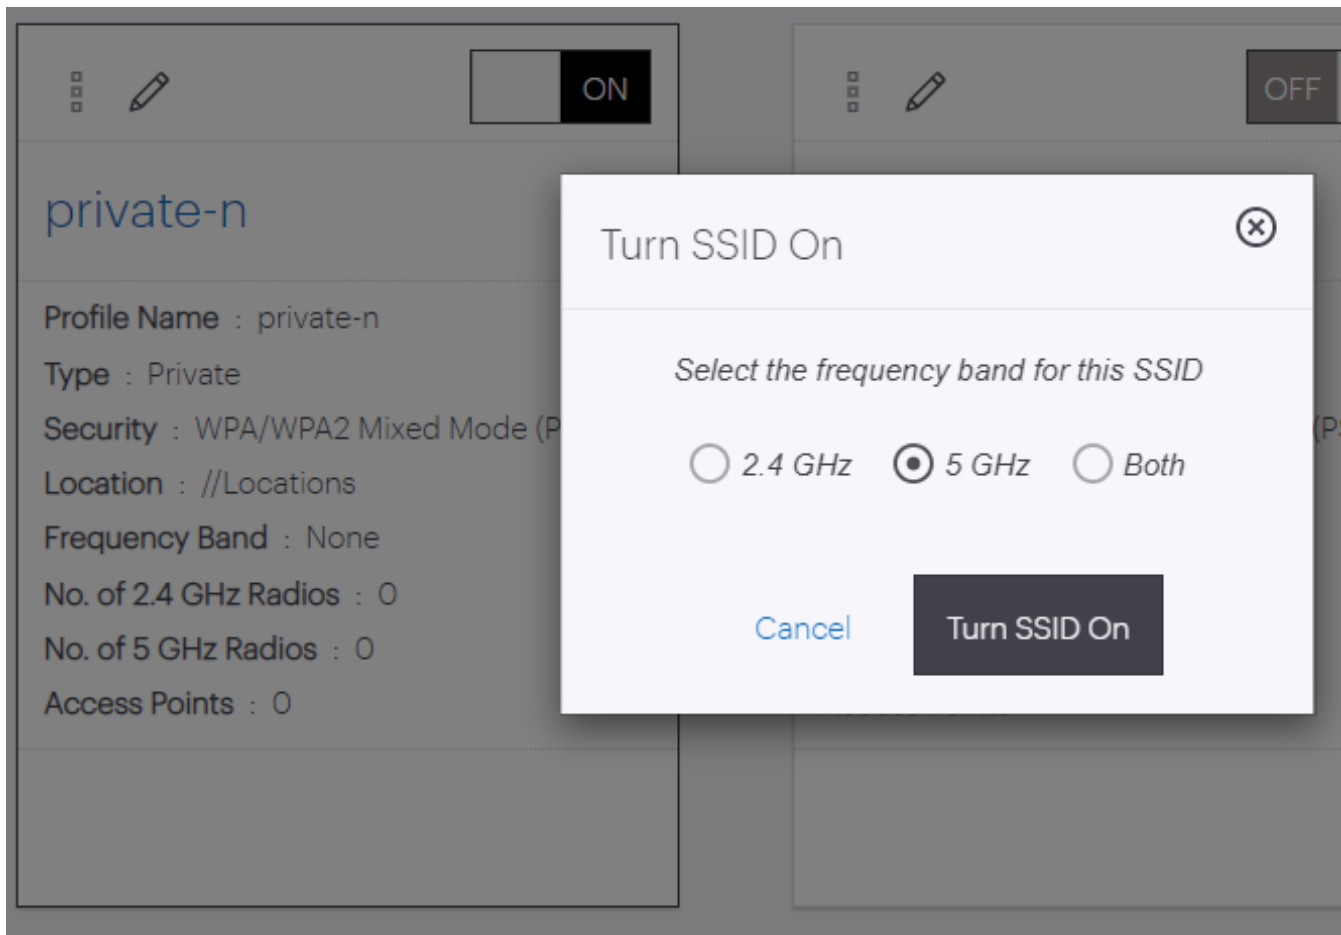 ON
OFF
private-n
Turn SSID On
Profile Name : private-n
Type : Private
Select the frequency band for this SSID
Security : WPA/WPA2 Mixed Mode (P
2.4 GHz 5 GHz Both
Location : //Locations
Frequency Band : None
No. of 2.4 GHz Radios : 0
No. of 5 GHz Radios : 0
Cancel Turn SSID On
Access Points : 0